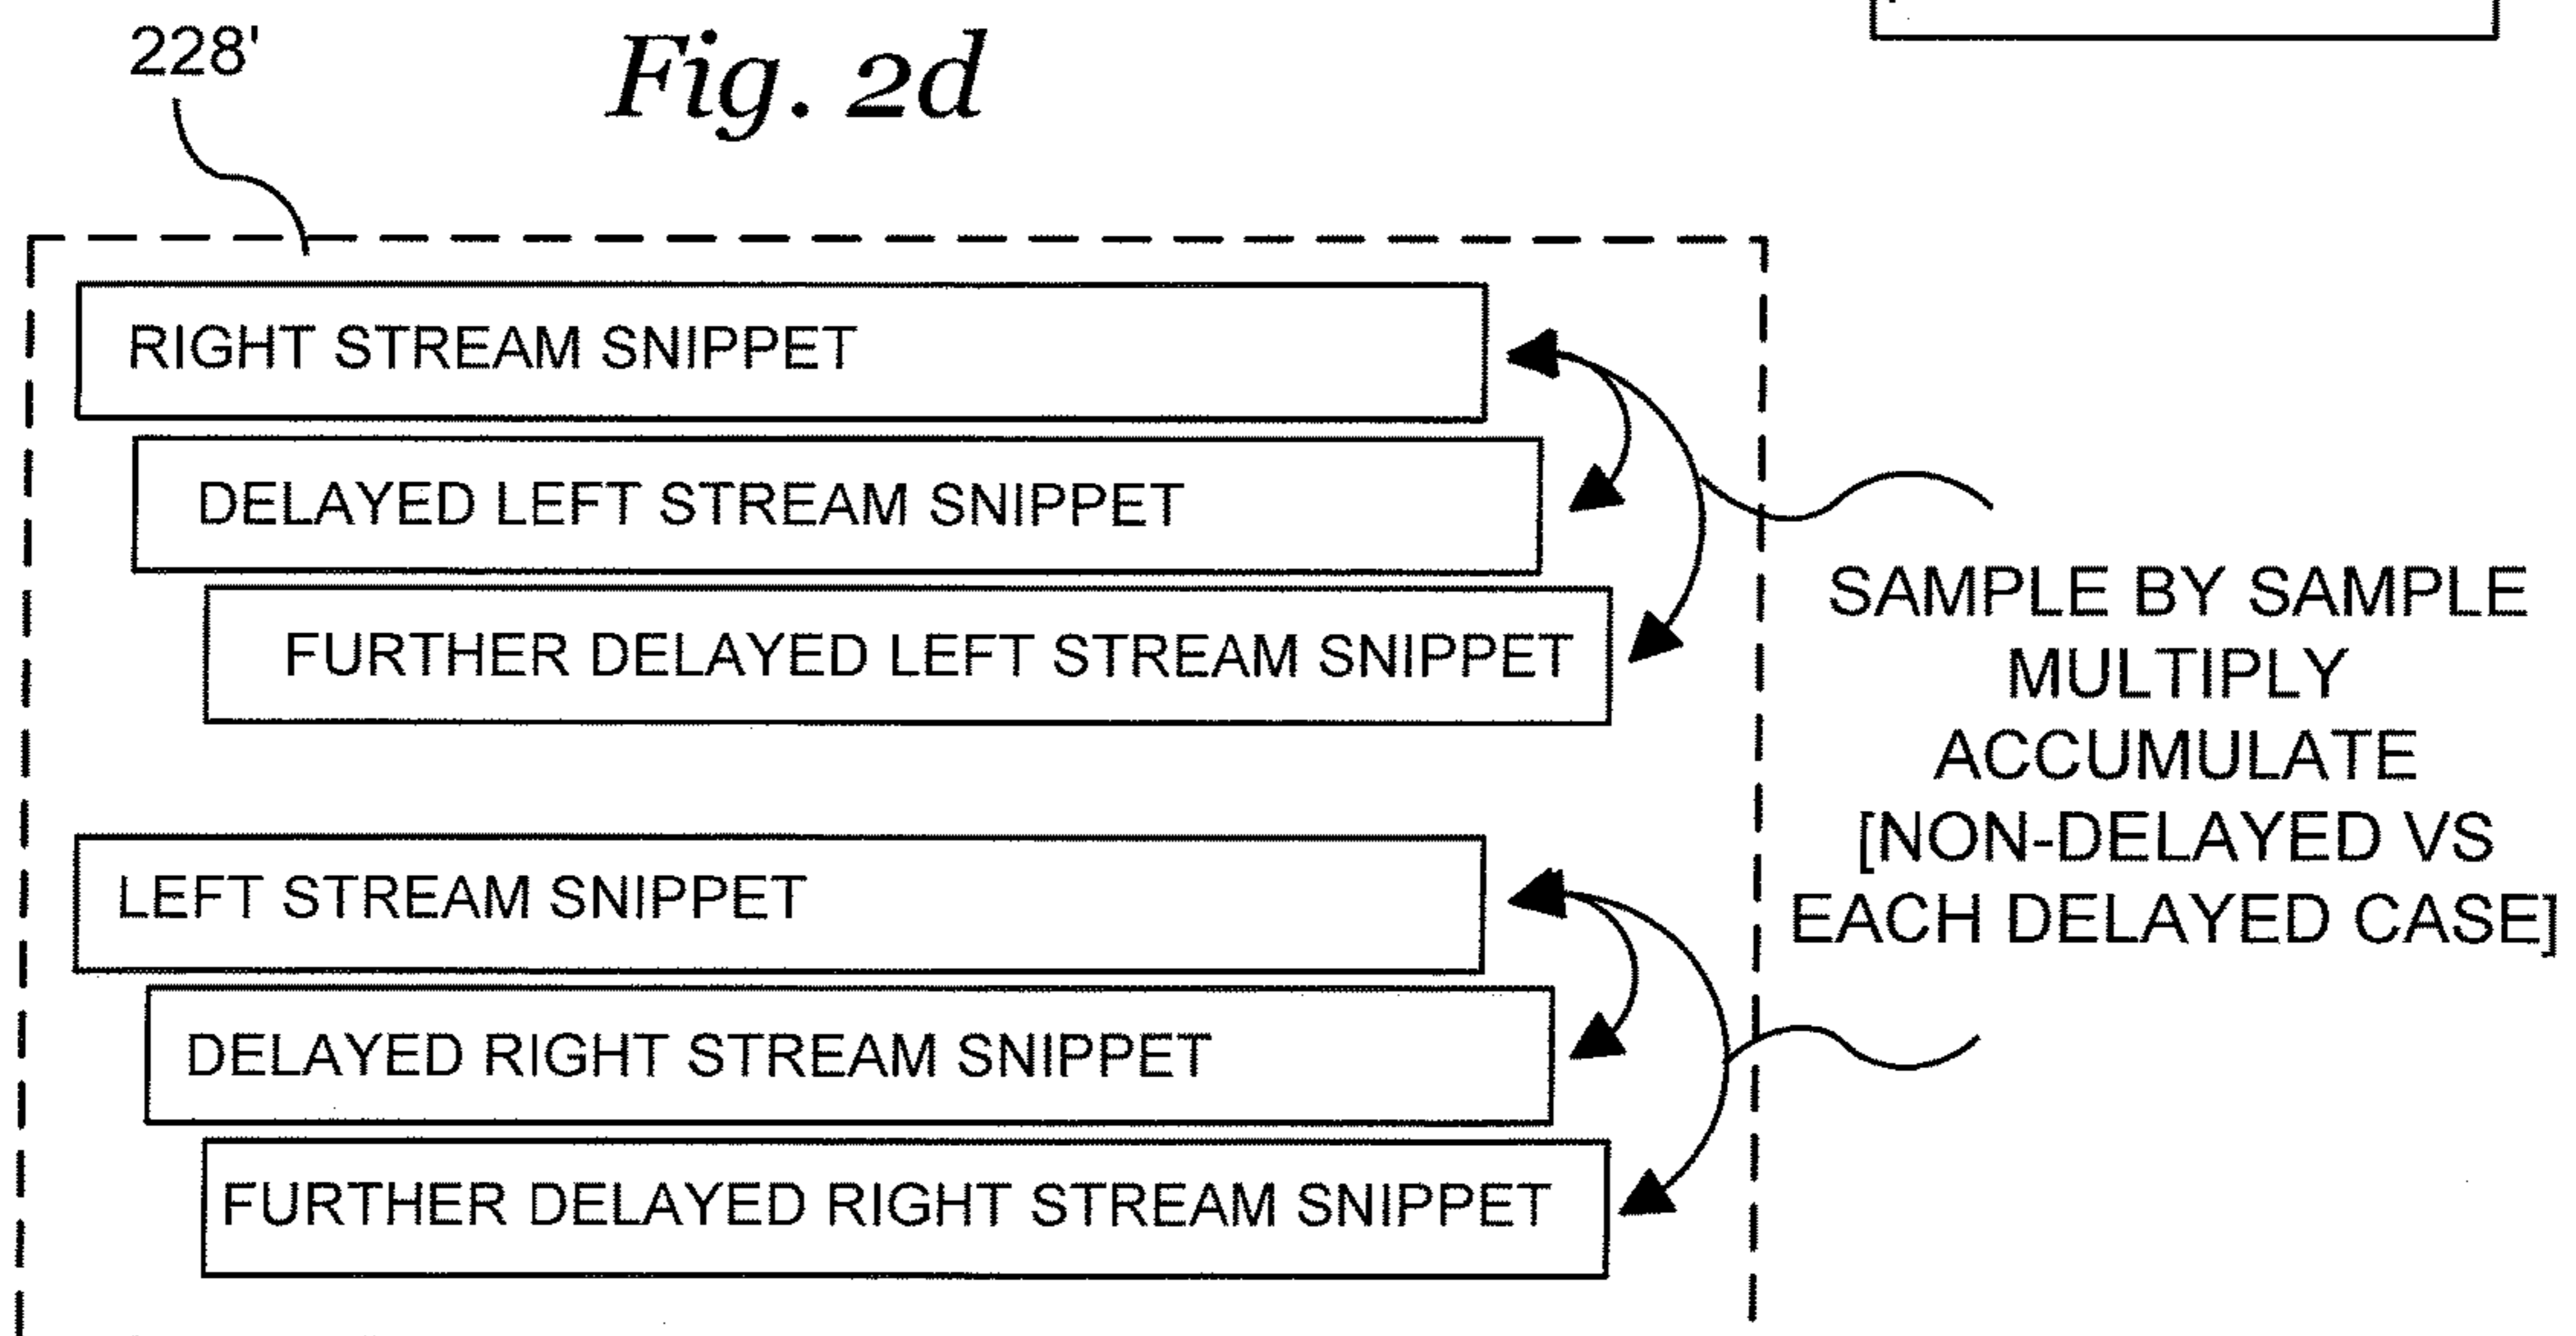 228'
Fig. 2d
RIGHT STREAM SNIPPET
DELAYED LEFT STREAM SNIPPET
FURTHER DELAYED LEFT STREAM SNIPPET
LEFT STREAM SNIPPET
DELAYED RIGHT STREAM SNIPPET
FURTHER DELAYED RIGHT STREAM SNIPPET
SAMPLE BY SAMPLE
MULTIPLY
ACCUMULATE
[NON-DELAYED VS
EACH DELAYED CASE]